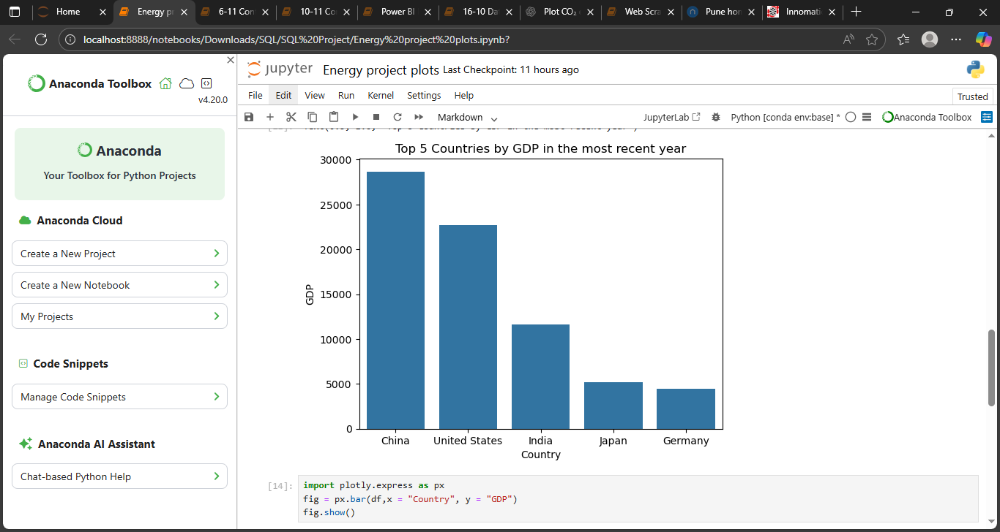 Home
Energy pr
6-11 Con
10-11 Co
Power BI
16-10 Da
Plot CO₂
Web Scra
Pune hor
Innomati
localhost:8888/notebooks/Downloads/SQL/SQL%20Project/Energy%20project%20plots.ipynb?
Anaconda Toolbox
v4.20.0
Anaconda
Your Toolbox for Python Projects
Anaconda Cloud
Create a New Project
Create a New Notebook
My Projects
Code Snippets
Manage Code Snippets
Anaconda AI Assistant
Chat-based Python Help
jupyter Energy project plots Last Checkpoint: 11 hours ago
File Edit View Run Kernel Settings Help
Trusted
Markdown
JupyterLab
Python [conda env:base] *
Anaconda Toolbox
Top 5 Countries by GDP in the most recent year
30000
25000
20000
15000
10000
5000
0
GDP
China United States India Japan Germany
Country
[14]:
import plotly.express as px
fig = px.bar(df,x = "Country", y = "GDP")
fig.show()